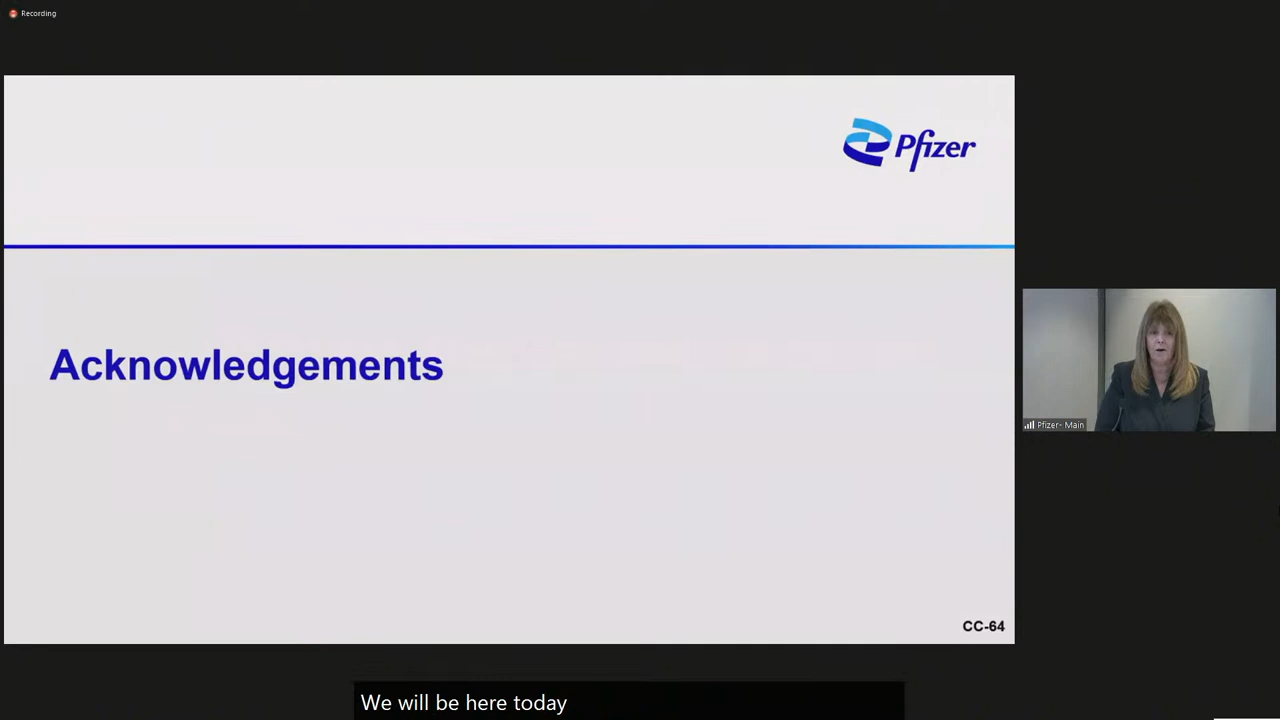 Recording
Pfizer
Acknowledgements
Pfizer- Main
CC-64
We will be here today